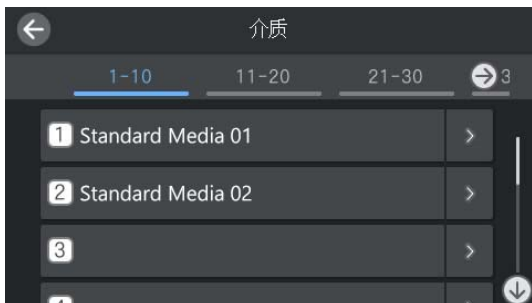 介质
1-10 11-20 21-30 3
1 Standard Media 01
2 Standard Media 02
3